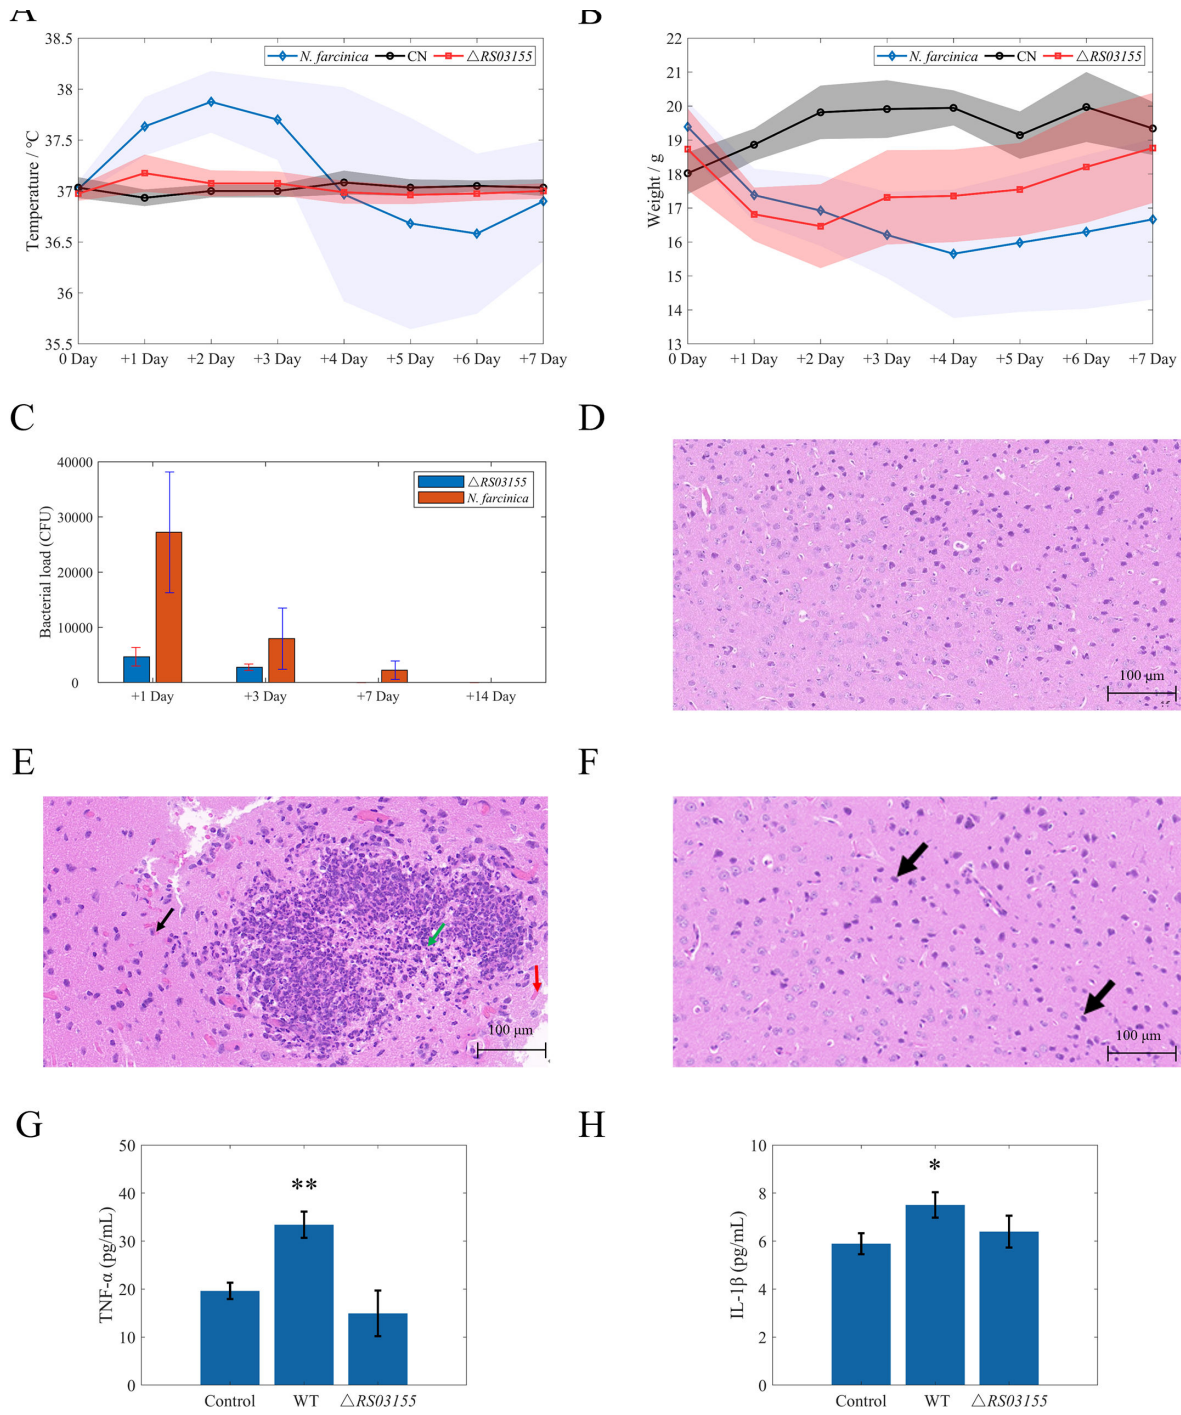 A
B
38.5
38
37.5
37
36.5
36
35.5
Temperature / °C
N. farcinica CN △RS03155
0 Day +1 Day +2 Day +3 Day +4 Day +5 Day +6 Day +7 Day
22
21
20
19
18
17
16
15
14
13
Weight / g
N. farcinica CN △RS03155
0 Day +1 Day +2 Day +3 Day +4 Day +5 Day +6 Day +7 Day
C
D
40000
30000
20000
10000
0
Bacterial load (CFU)
△RS03155
N. farcinica
+1 Day +3 Day +7 Day +14 Day
100 μm
E
F
100 μm
100 μm
G
H
50
40
30
20
10
0
TNF-α (pg/mL)
**
Control WT △RS03155
10
8
6
4
2
0
IL-1β (pg/mL)
*
Control WT △RS03155